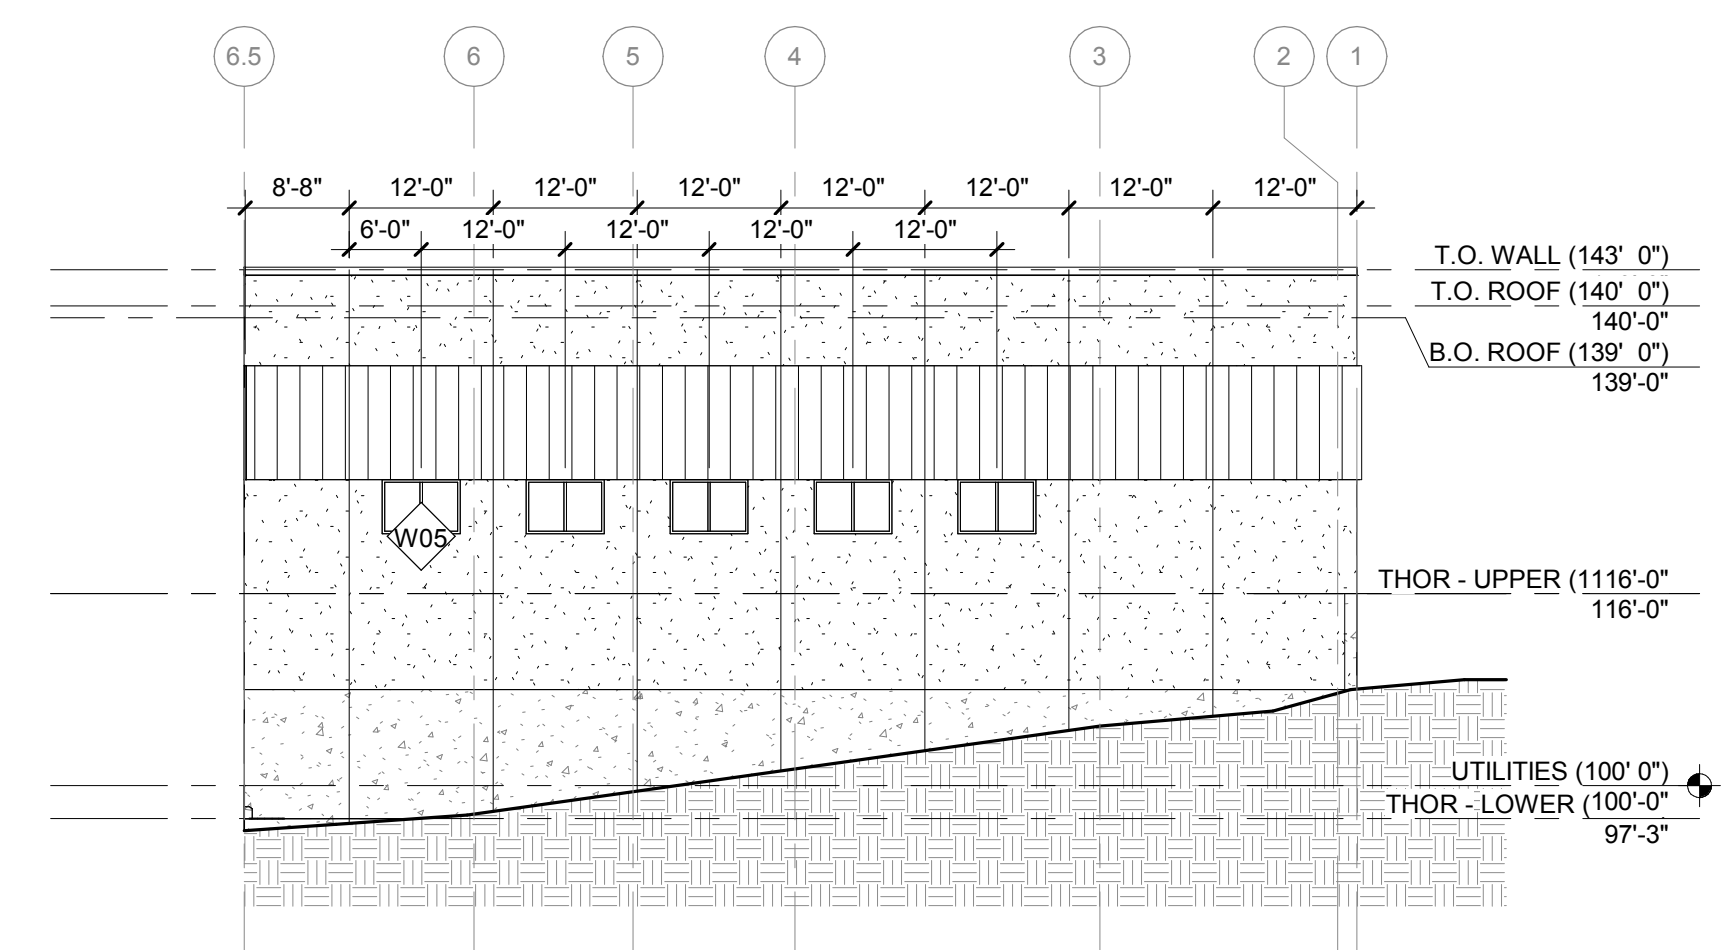 6.5 6 5 4 3 2 1
8'-8" 12'-0" 12'-0" 12'-0" 12'-0" 12'-0" 12'-0" 12'-0"
6'-0" 12'-0" 12'-0" 12'-0" 12'-0"
T.O. WALL (143' 0")
T.O. ROOF (140' 0")
140'-0"
B.O. ROOF (139' 0")
139'-0"
W05
THOR - UPPER (1116'-0"
116'-0"
UTILITIES (100' 0")
THOR - LOWER (100'-0"
97'-3"